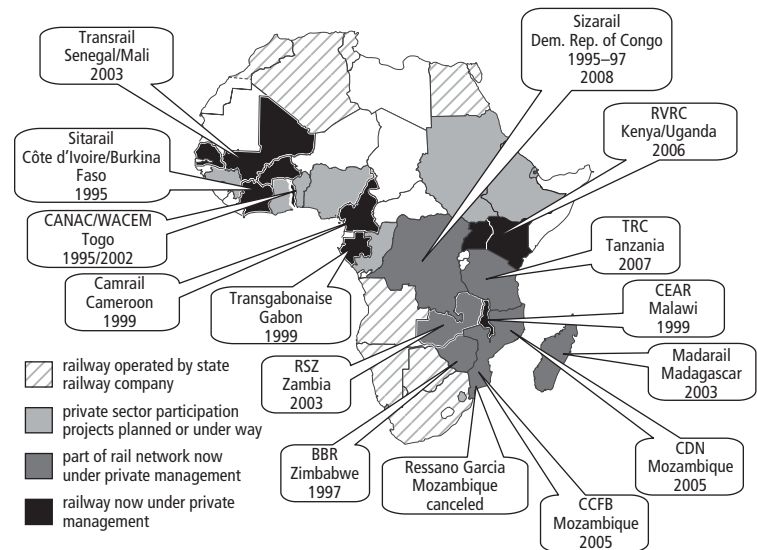 Transrail
Senegal/Mali
2003
Sizarail
Dem. Rep. of Congo
1995–97
2008
RVRC
Kenya/Uganda
2006
Sitarail
Côte d’Ivoire/Burkina
Faso
1995
CANAC/WACEM
Togo
1995/2002
TRC
Tanzania
2007
Camrail
Cameroon
1999
Transgabonaise
Gabon
1999
CEAR
Malawi
1999
RSZ
Zambia
2003
Madarail
Madagascar
2003
BBR
Zimbabwe
1997
Ressano Garcia
Mozambique
canceled
CCFB
Mozambique
2005
CDN
Mozambique
2005
railway operated by state
railway company
private sector participation
projects planned or under way
part of rail network now
under private management
railway now under private
management